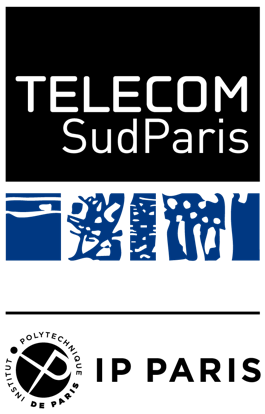 TELECOM
SudParis
INSTITUT POLYTECHNIQUE DE PARIS
IP PARIS